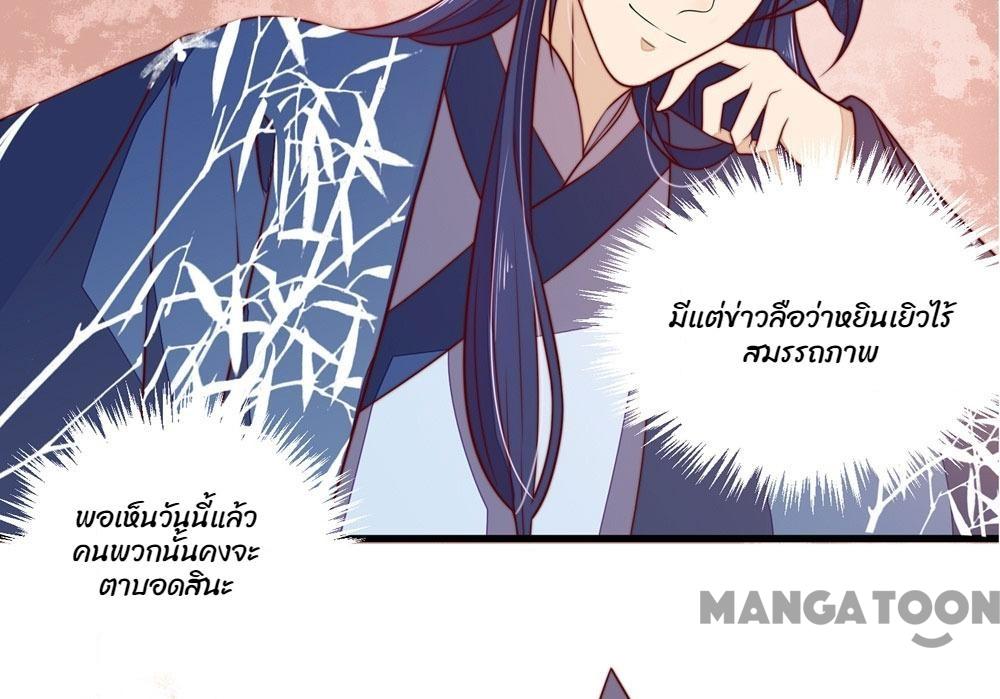 มีแต่ข่าวลือว่าหยินเยิวไร้
สมรรถภาพ
พอเห็นวันนี้แล้ว
คนพวกนั้นคงจะ
ตาบอดสินะ
MANGATOON